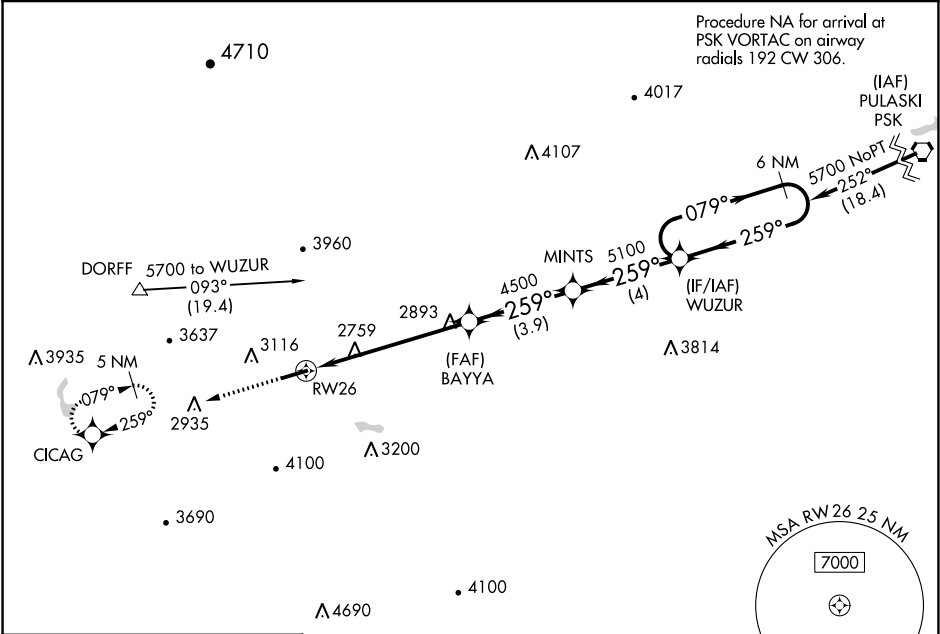 Procedure NA for arrival at
PSK VORTAC on airway
radials 192 CW 306.
4710
4017
(IAF)
PULASKI
PSK
4107
6 NM
5700 NoPT
252°
(18.4)
079°
259°
3960
MINTS
5100
259°
(4)
(IF/IAF)
WUZUR
DORFF
5700 to WUZUR
093°
(19.4)
4500
259°
(3.9)
2893
(FAF)
BAYYA
3637
2759
3116
3814
3935
5 NM
079°
259°
RW26
2935
CICAG
3200
4100
3690
MSA RW 26 25 NM
7000
4100
4690